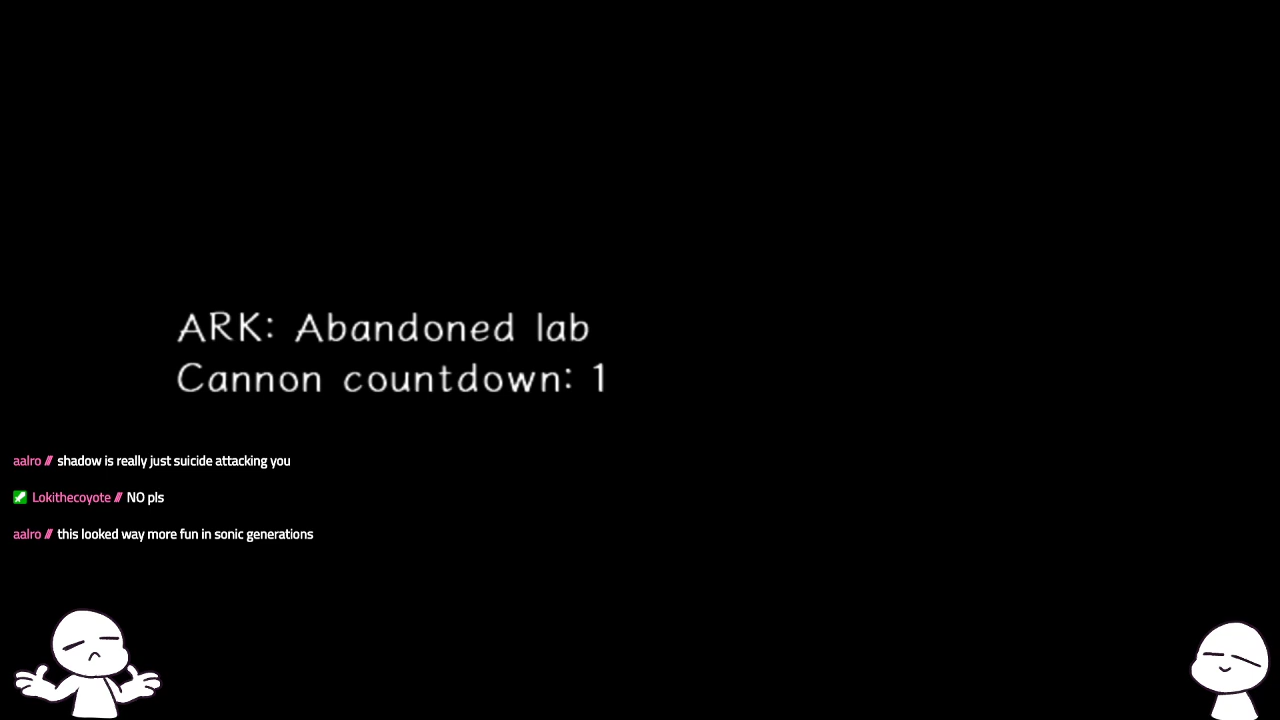 ARK: Abandoned lab
Cannon countdown: 1
aalro // shadow is really just suicide attacking you
Lokithecoyote // NO pls
aalro // this looked way more fun in sonic generations